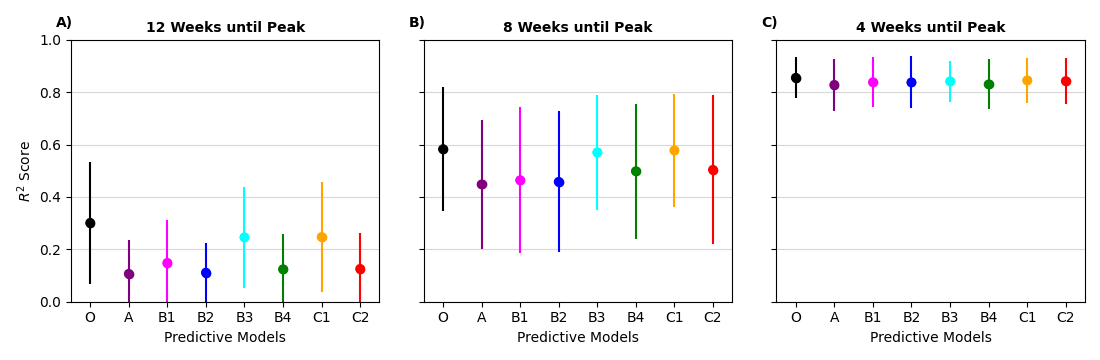 A)
12 Weeks until Peak
R² Score
1.0
0.8
0.6
0.4
0.2
0.0
O A B1 B2 B3 B4 C1 C2
Predictive Models
B)
8 Weeks until Peak
O A B1 B2 B3 B4 C1 C2
Predictive Models
C)
4 Weeks until Peak
O A B1 B2 B3 B4 C1 C2
Predictive Models